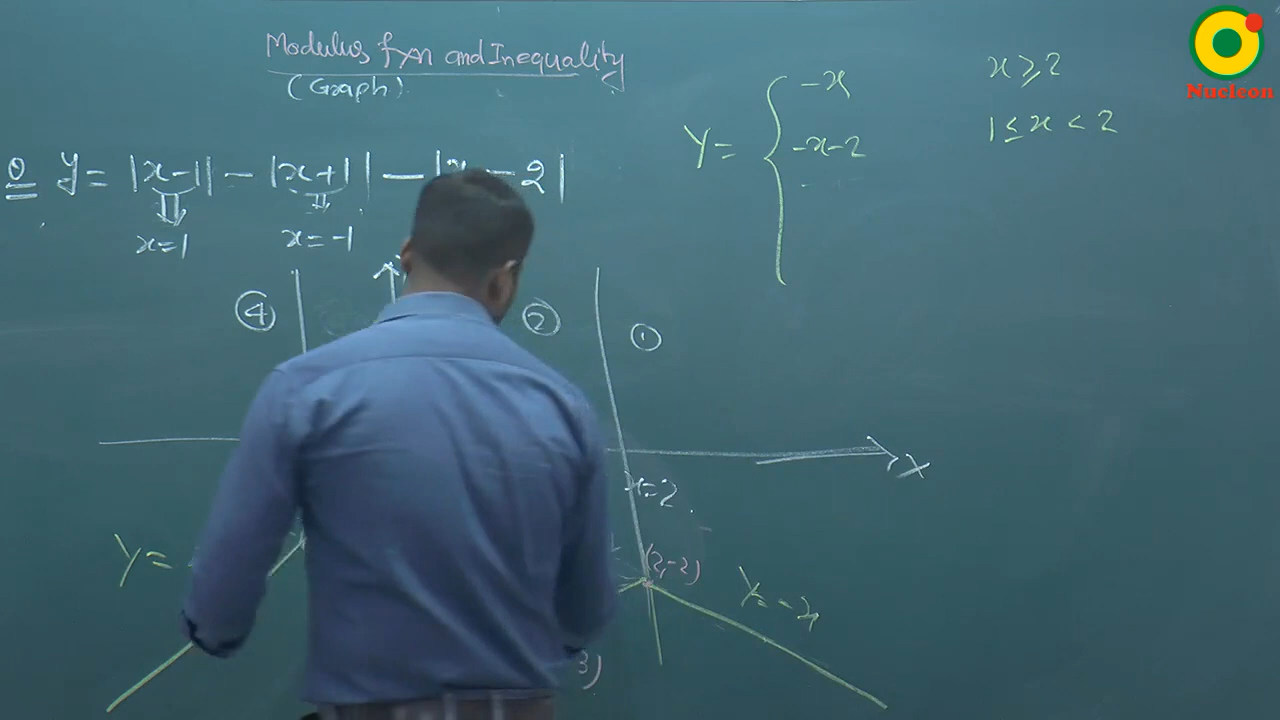 Modulus fxn and Inequality
(Graph)
Q y = |x-1| - |x+1| - |x - 2|
x=1
x= -1
④
②
①
x
x=2
(2,-2)
y=
y= -x
3)
y= { -x x ≥ 2
-x-2 1 ≤ x < 2
Nucleon